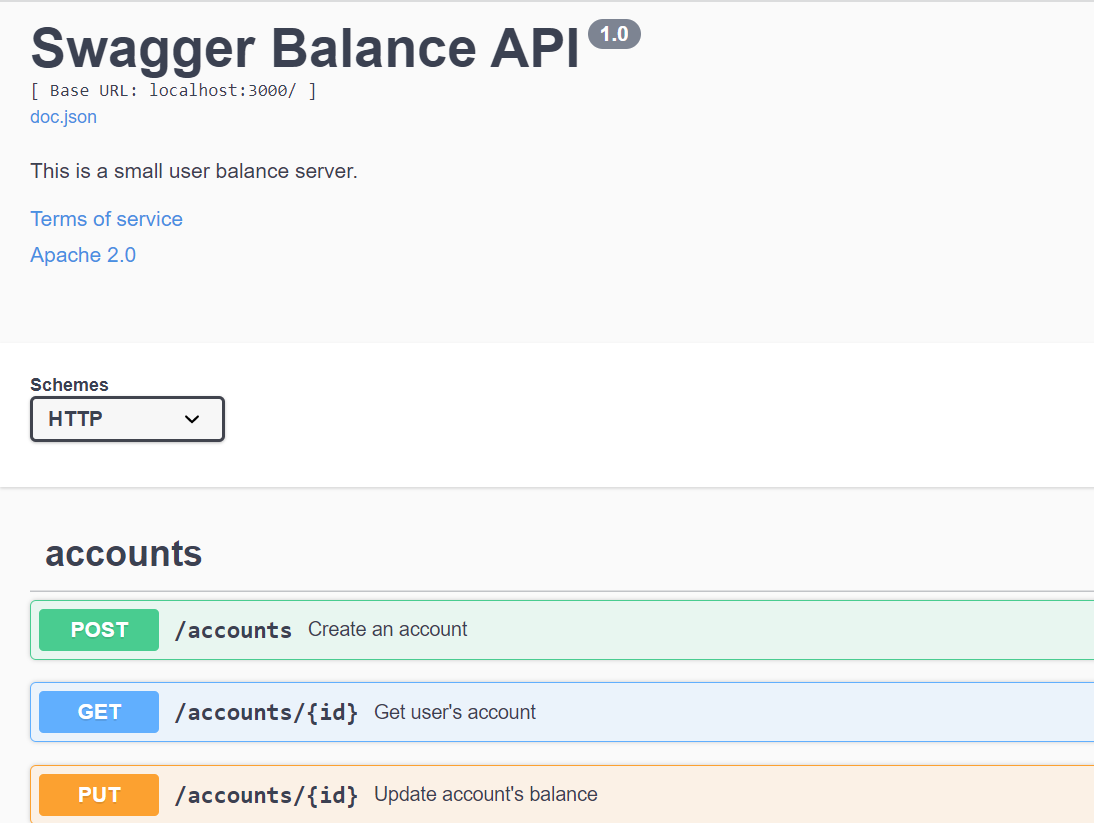 Swagger Balance API 1.0
[ Base URL: localhost:3000/ ]
doc.json
This is a small user balance server.
Terms of service
Apache 2.0
Schemes
HTTP
accounts
POST /accounts Create an account
GET /accounts/{id} Get user's account
PUT /accounts/{id} Update account's balance